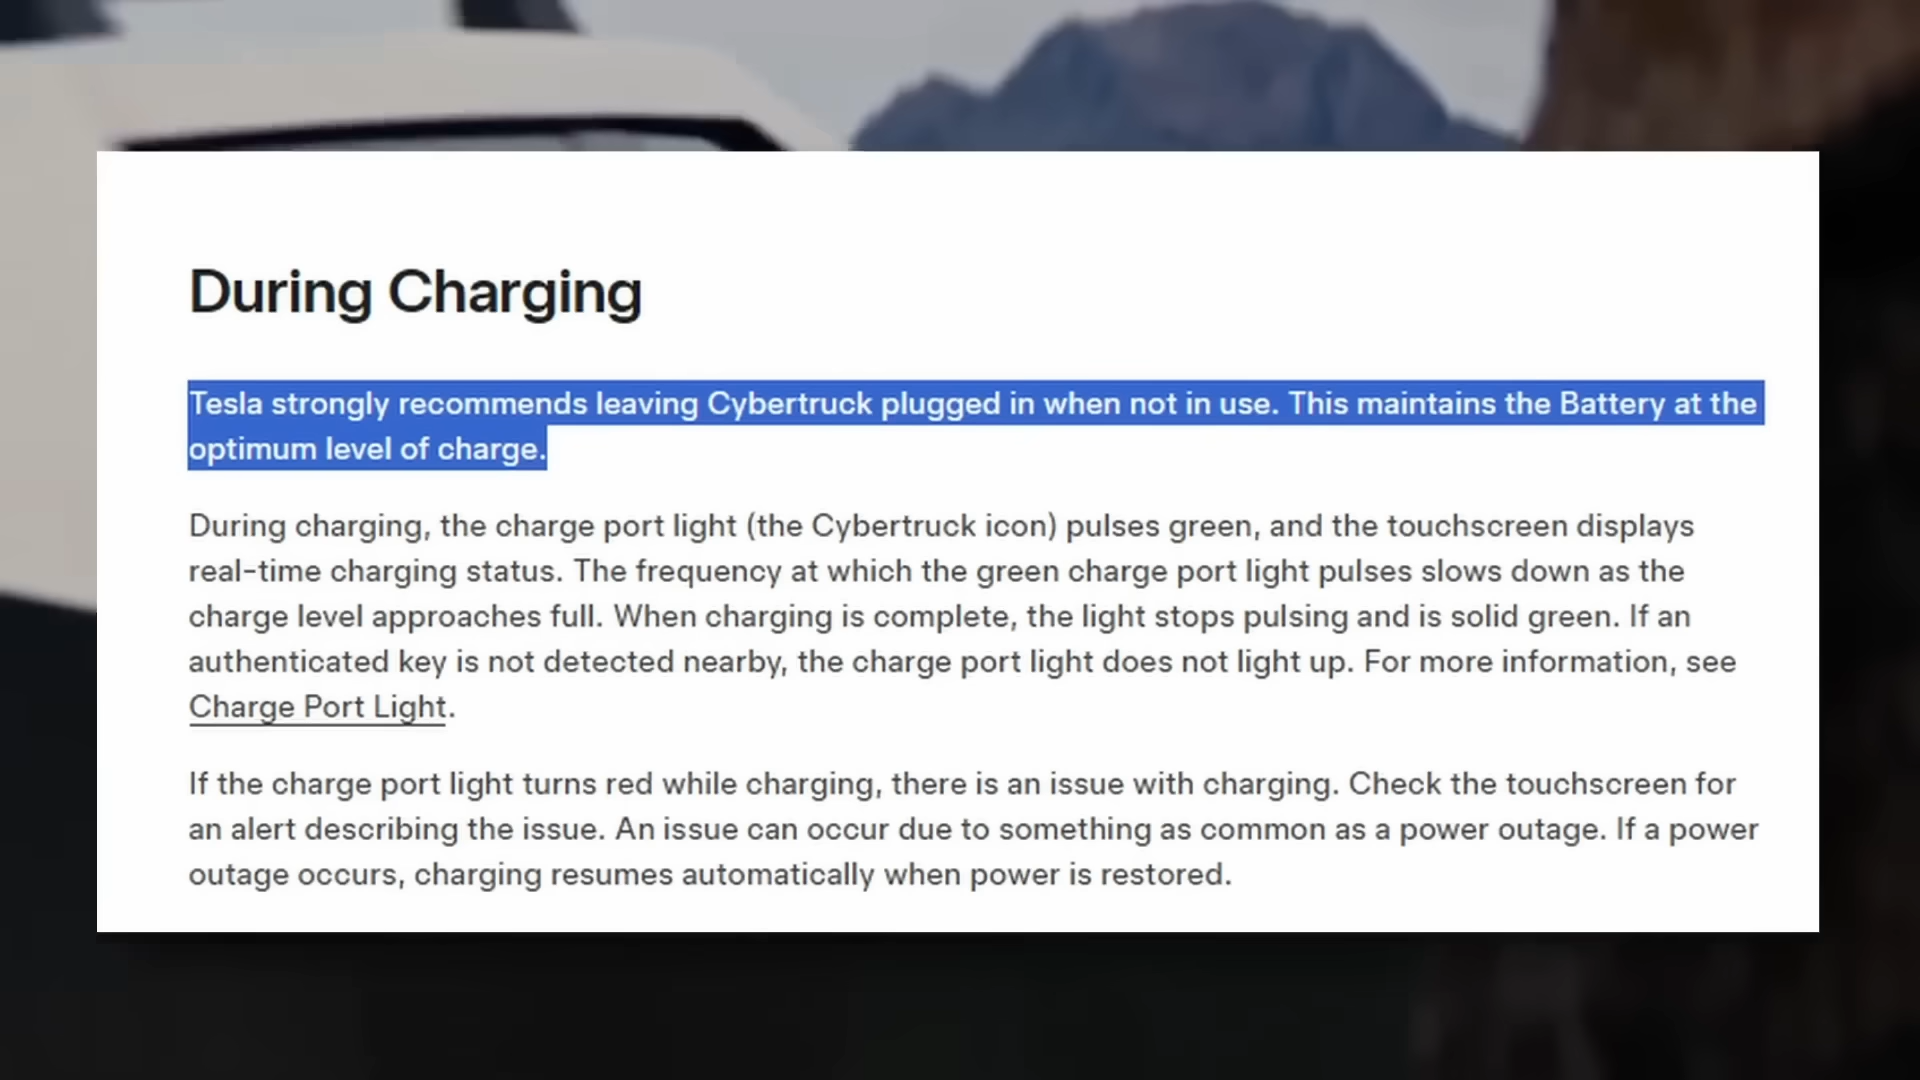 During Charging
Tesla strongly recommends leaving Cybertruck plugged in when not in use. This maintains the Battery at the
optimum level of charge.
During charging, the charge port light (the Cybertruck icon) pulses green, and the touchscreen displays
real-time charging status. The frequency at which the green charge port light pulses slows down as the
charge level approaches full. When charging is complete, the light stops pulsing and is solid green. If an
authenticated key is not detected nearby, the charge port light does not light up. For more information, see
Charge Port Light.
If the charge port light turns red while charging, there is an issue with charging. Check the touchscreen for
an alert describing the issue. An issue can occur due to something as common as a power outage. If a power
outage occurs, charging resumes automatically when power is restored.